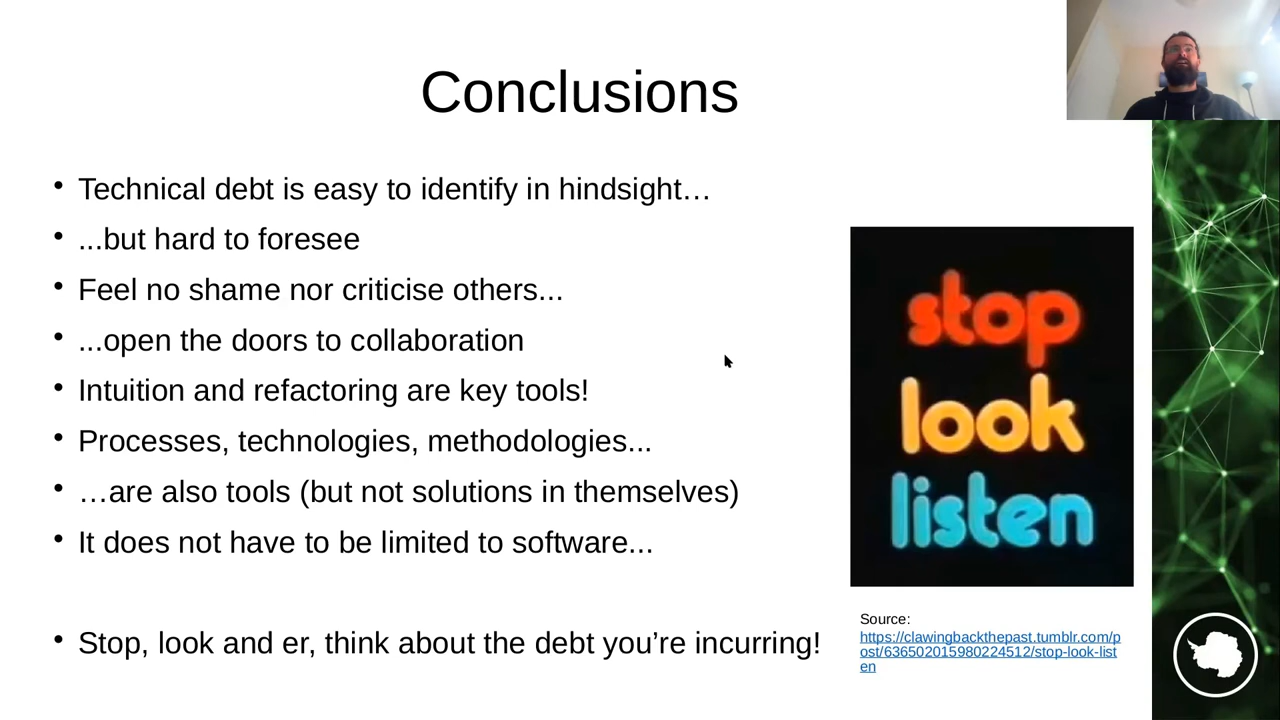 Conclusions
Technical debt is easy to identify in hindsight…
...but hard to foresee
Feel no shame nor criticise others...
...open the doors to collaboration
Intuition and refactoring are key tools!
Processes, technologies, methodologies...
…are also tools (but not solutions in themselves)
It does not have to be limited to software...
Stop, look and er, think about the debt you’re incurring!
stop
look
listen
Source:
https://clawingbackthepast.tumblr.com/p
ost/636502015980224512/stop-look-list
en